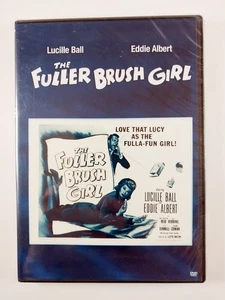 Lucille Ball Eddie Albert
THE
FULLER BRUSH GIRL
LOVE THAT LUCY
AS THE
FULLA-FUN GIRL!
THE
FULLER
BRUSH
GIRL
LUCILLE BALL
EDDIE ALBERT